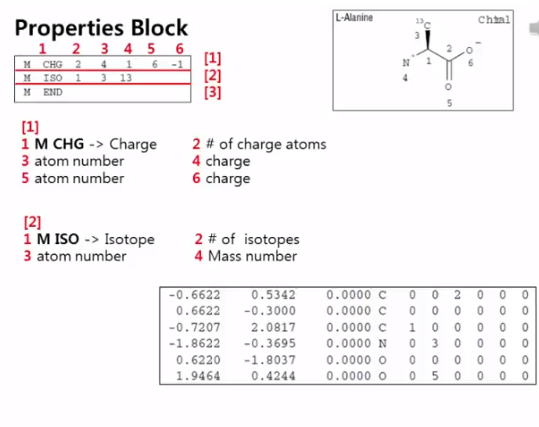 Properties Block
1 2 3 4 5 6
M CHG 2 4 1 6 -1 [1]
M ISO 1 3 13 [2]
M END [3]
L-Alanine
Chiral
13C
3
2
O-
N
1
6
4
O
5
[1]
1 M CHG -> Charge 2 # of charge atoms
3 atom number 4 charge
5 atom number 6 charge
[2]
1 M ISO -> Isotope 2 # of isotopes
3 atom number 4 Mass number
-0.6622 0.5342 0.0000 C 0 0 2 0 0 0
0.6622 -0.3000 0.0000 C 0 0 0 0 0 0
-0.7207 2.0817 0.0000 C 1 0 0 0 0 0
-1.8622 -0.3695 0.0000 N 0 3 0 0 0 0
0.6220 -1.8037 0.0000 O 0 0 0 0 0 0
1.9464 0.4244 0.0000 O 0 5 0 0 0 0